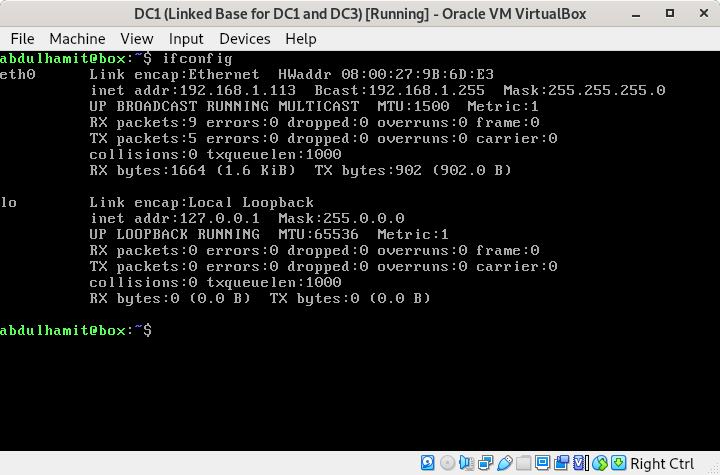 DC1 (Linked Base for DC1 and DC3) [Running] - Oracle VM VirtualBox
File Machine View Input Devices Help
abdulhamit@box:~$ ifconfig
eth0 Link encap:Ethernet HWaddr 08:00:27:9B:6D:E3
inet addr:192.168.1.113 Bcast:192.168.1.255 Mask:255.255.255.0
UP BROADCAST RUNNING MULTICAST MTU:1500 Metric:1
RX packets:9 errors:0 dropped:0 overruns:0 frame:0
TX packets:5 errors:0 dropped:0 overruns:0 carrier:0
collisions:0 txqueuelen:1000
RX bytes:1664 (1.6 KiB) TX bytes:902 (902.0 B)
lo Link encap:Local Loopback
inet addr:127.0.0.1 Mask:255.0.0.0
UP LOOPBACK RUNNING MTU:65536 Metric:1
RX packets:0 errors:0 dropped:0 overruns:0 frame:0
TX packets:0 errors:0 dropped:0 overruns:0 carrier:0
collisions:0 txqueuelen:1000
RX bytes:0 (0.0 B) TX bytes:0 (0.0 B)
abdulhamit@box:~$
Right Ctrl